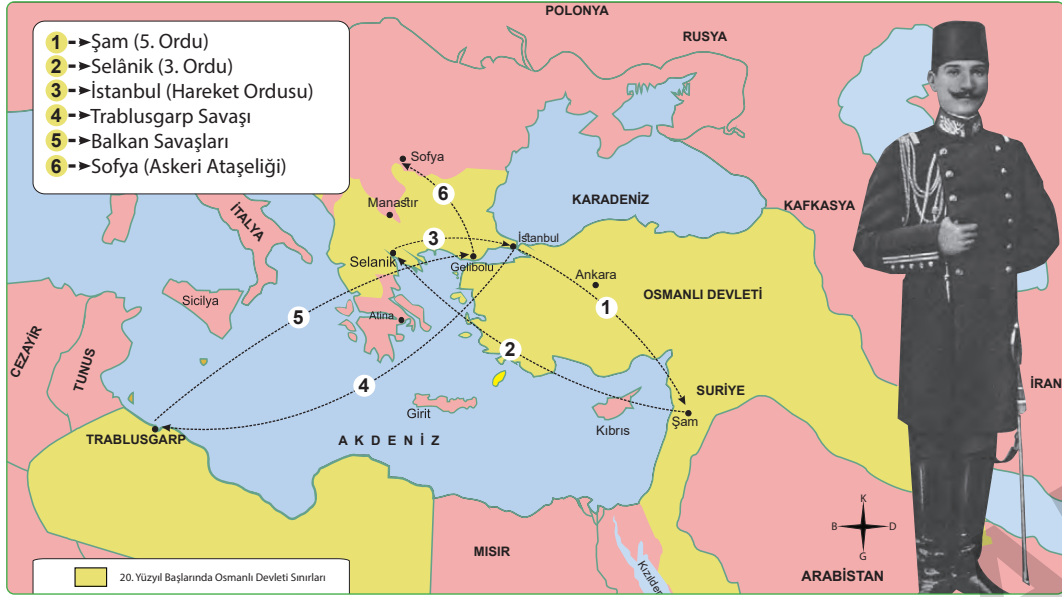 1 Şam (5. Ordu)
2 Selânik (3. Ordu)
3 İstanbul (Hareket Ordusu)
4 Trablusgarp Savaşı
5 Balkan Savaşları
6 Sofya (Askeri Ataşeliği)
POLONYA
RUSYA
Sofya
6
Manastır
KARADENİZ
KAFKASYA
İTALYA
3
İstanbul
Selanik
Gelibolu
Ankara
OSMANLI DEVLETİ
Sicilya
5
Atina
1
CEZAYİR
TUNUS
2
4
SURİYE
İRAN
Girit
Kıbrıs
Şam
TRABLUSGARP
AKDENİZ
K
B D
G
MISIR
Kızılden
ARABİSTAN
20. Yüzyıl Başlarında Osmanlı Devleti Sınırları